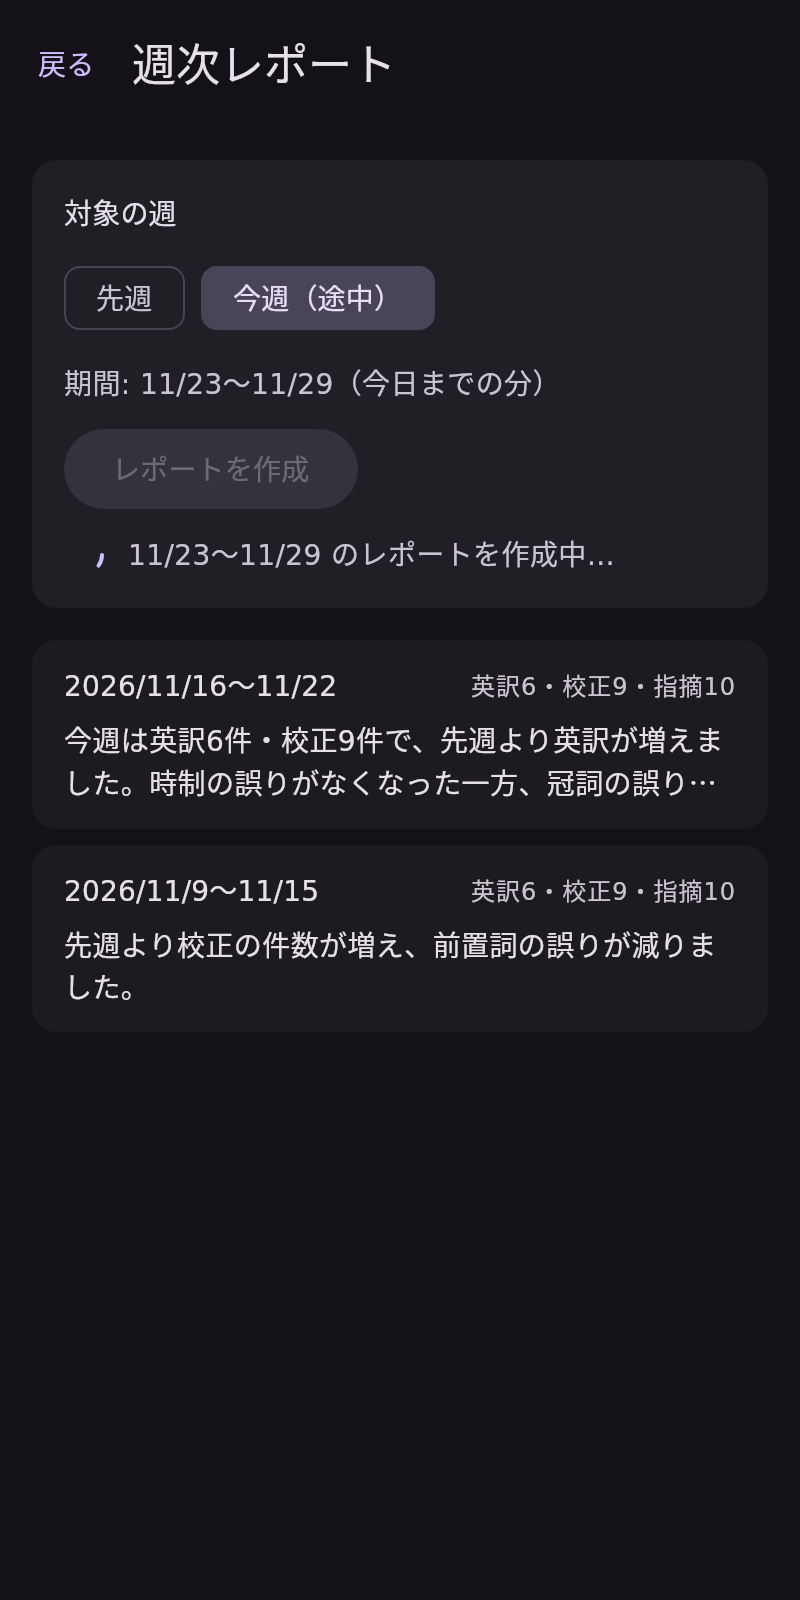 戻る 週次レポート
対象の週
先週 今週（途中）
期間: 11/23〜11/29（今日までの分）
レポートを作成
11/23〜11/29 のレポートを作成中…
2026/11/16〜11/22 英訳6・校正9・指摘10
今週は英訳6件・校正9件で、先週より英訳が増えま
した。時制の誤りがなくなった一方、冠詞の誤り…
2026/11/9〜11/15 英訳6・校正9・指摘10
先週より校正の件数が増え、前置詞の誤りが減りま
した。